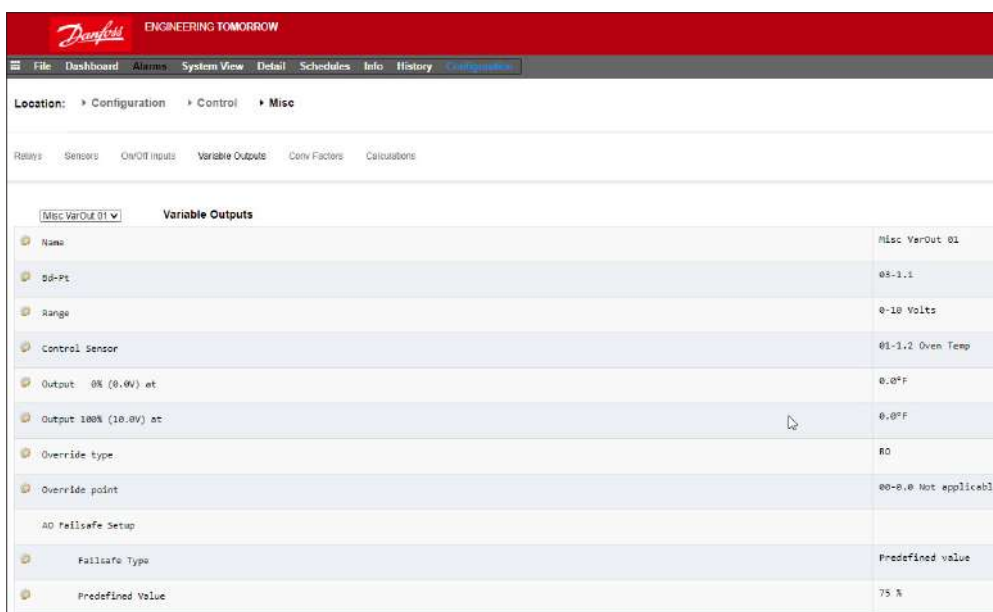 Danfoss ENGINEERING TOMORROW
File Dashboard Alarms System View Detail Schedules Info History Configuration
Location: Configuration Control Misc
Relays Sensors On/Off Inputs Variable Outputs Conv Factors Calculations
Misc VarOut 01 Variable Outputs
Name Misc VarOut 01
Bd-Pt 03-1.1
Range 0-10 Volts
Control Sensor 01-1.2 Oven Temp
Output 0% (0.0V) at 0.0°F
Output 100% (10.0V) at 0.0°F
Override type RO
Override point 00-0.0 Not applicabl
AO Failsafe Setup
Failsafe Type Predefined value
Predefined Value 75 %